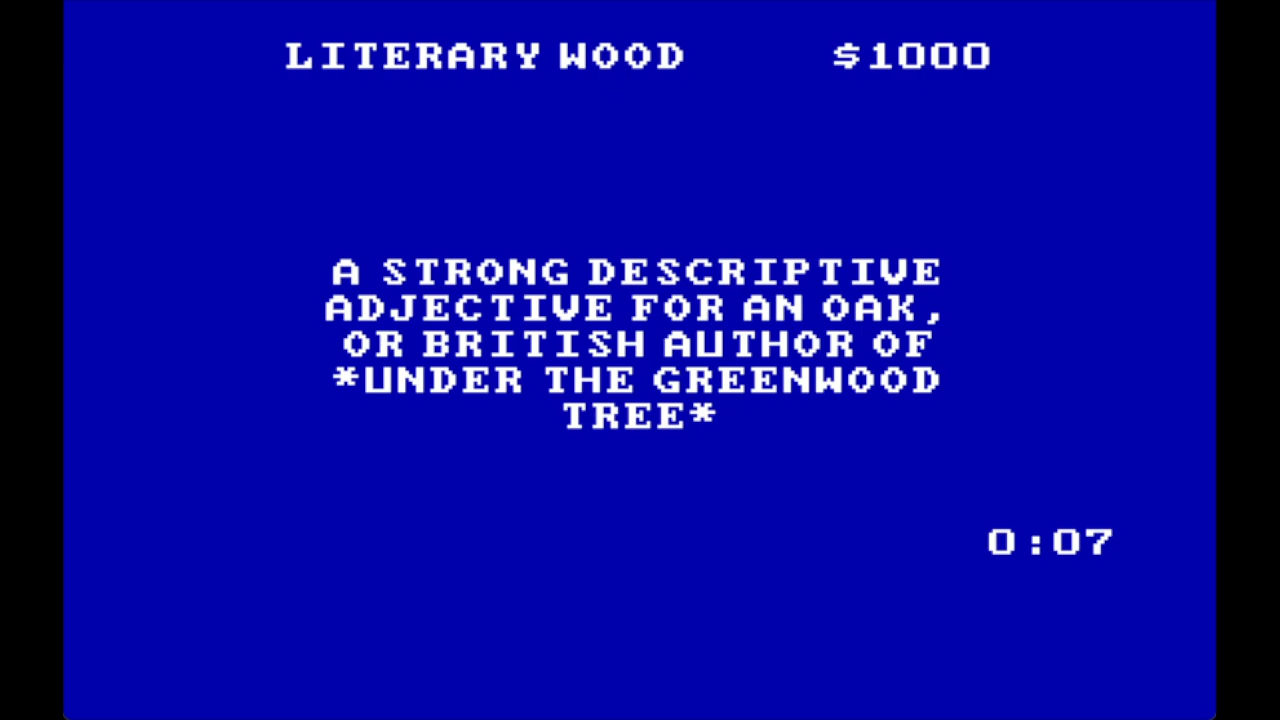 LITERARY WOOD $1000
A STRONG DESCRIPTIVE
ADJECTIVE FOR AN OAK,
OR BRITISH AUTHOR OF
*UNDER THE GREENWOOD
TREE*
0:07